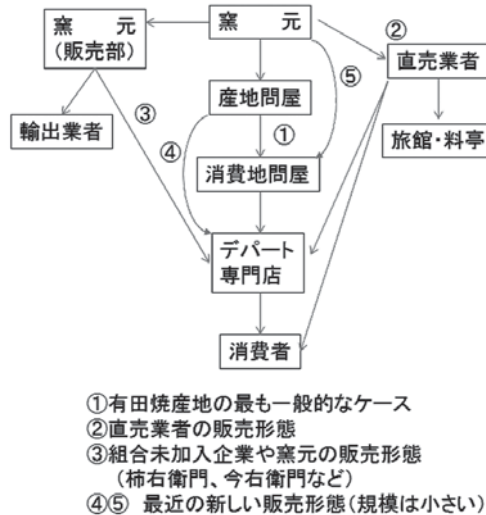 窯　元
(販売部)
窯　元
②
直売業者
⑤
産地問屋
輸出業者
③
①
④
旅館・料亭
消費地問屋
デパート
専門店
消費者
①有田焼産地の最も一般的なケース
②直売業者の販売形態
③組合未加入企業や窯元の販売形態
(柿右衛門、今右衛門など)
④⑤ 最近の新しい販売形態(規模は小さい)